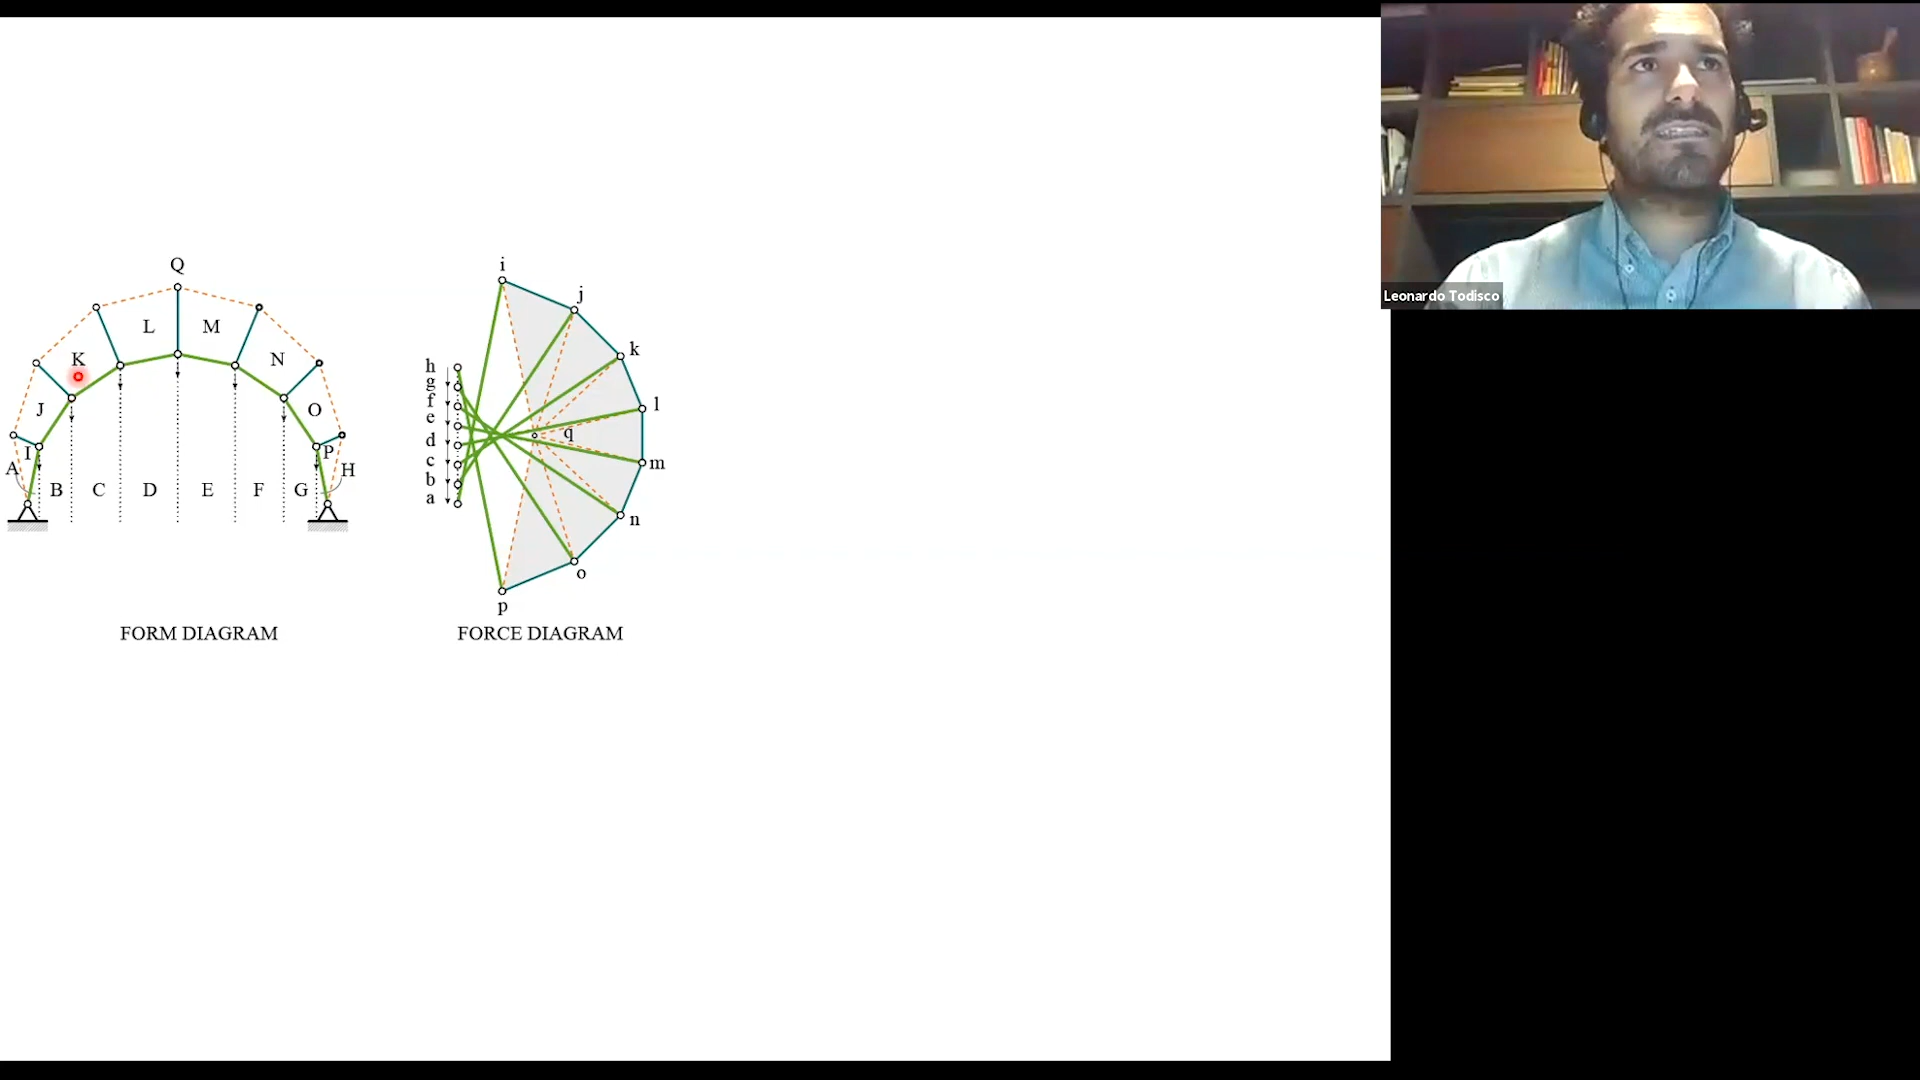 Q
L M
K N
J O
I P
A H
B C D E F G
FORM DIAGRAM
i
j
k
h
g
f
l
e
q
d
c
m
b
a
n
o
p
FORCE DIAGRAM
Leonardo Todisco